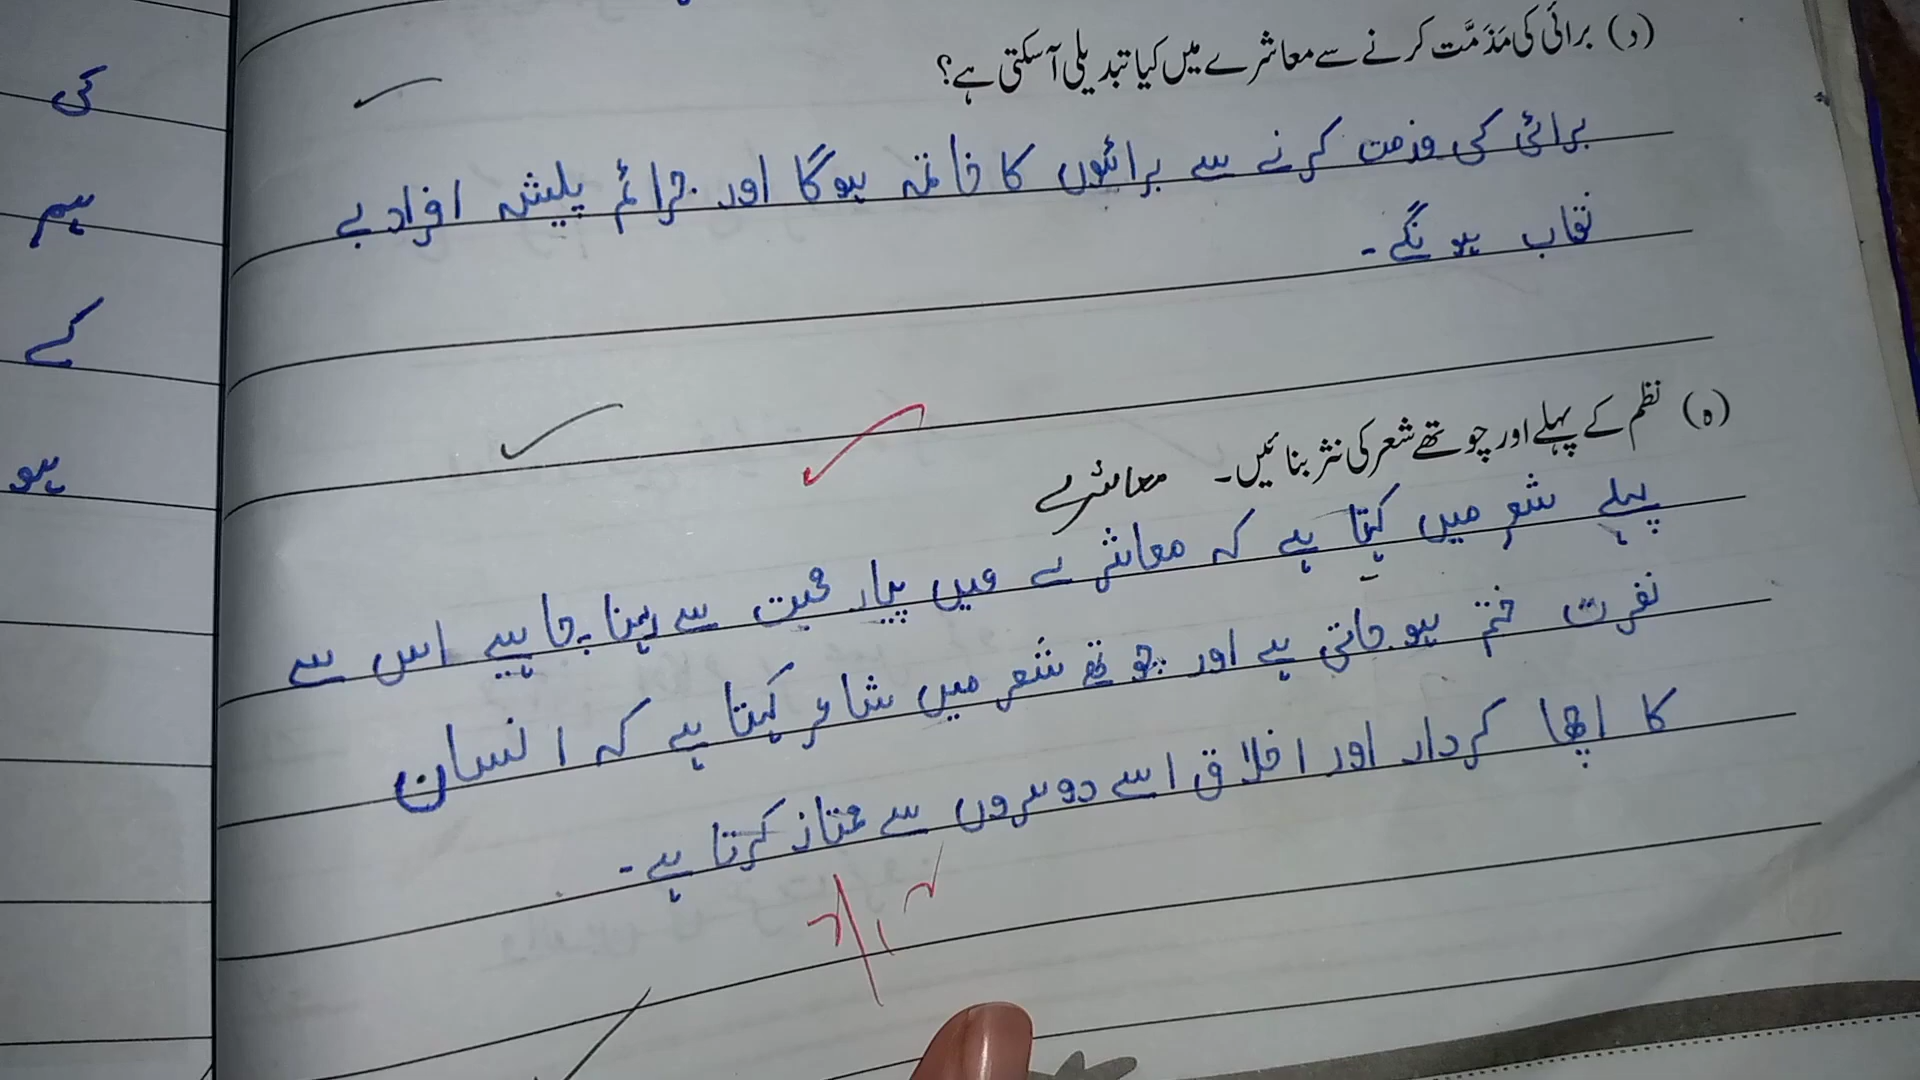 (د) برائی کی مَذَمَّت کرنے سے معاشرے میں کیا تبدیلی آسکتی ہے؟
برائی کی مذمت کرنے سے برائیوں کا خاتمہ ہوگا اور جرائم پیشہ افراد بے
نقاب ہونگے۔
(ہ) نظم کے پہلے اور چوتھے شعر کی نثر بنائیں۔ معاشرے
پہلے شعر میں کہتا ہے کہ معاشرے میں پیار محبت سے رہنا چاہیے اس سے
نفرت ختم ہو جاتی ہے اور چوتھے شعر میں شاعر کہتا ہے کہ انسان
کا اچھا کردار اور اخلاق اسے دوسروں سے ممتاز کرتا ہے۔
کی
ہم
کے
ہو